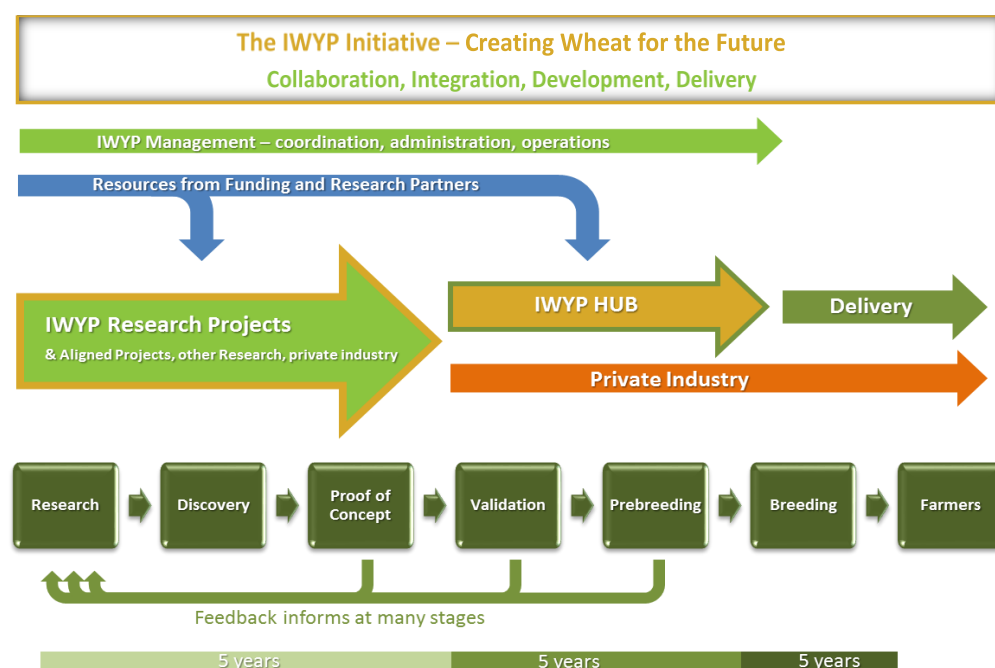 The IWYP Initiative – Creating Wheat for the Future
Collaboration, Integration, Development, Delivery
IWYP Management – coordination, administration, operations
Resources from Funding and Research Partners
IWYP Research Projects
& Aligned Projects, other Research, private industry
IWYP HUB
Delivery
Private Industry
Research
Discovery
Proof of
Concept
Validation
Prebreeding
Breeding
Farmers
Feedback informs at many stages
5 years
5 years
5 years